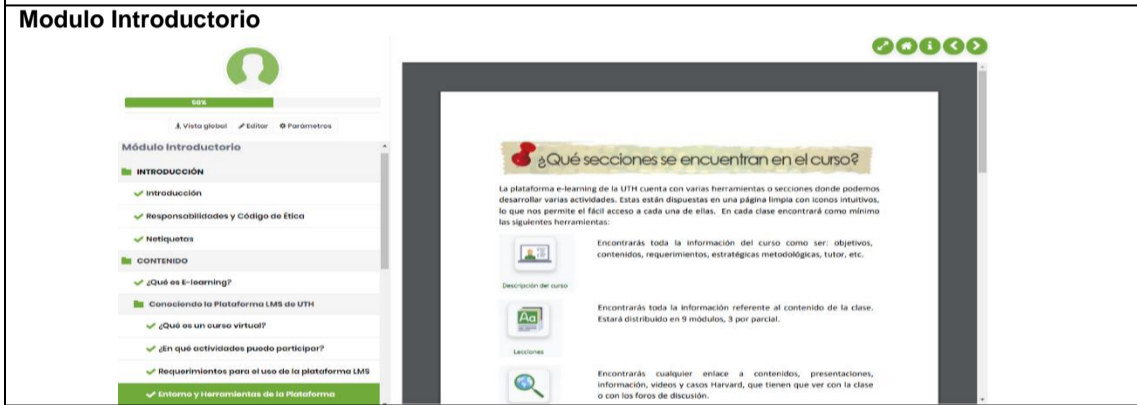 Modulo Introductorio
50%
Vista global Editar Parámetros
Módulo Introductorio
INTRODUCCIÓN
Introducción
Responsabilidades y Código de Ética
Netiquetas
CONTENIDO
¿Qué es E-learning?
Conociendo la Plataforma LMS de UTH
¿Qué es un curso virtual?
¿En qué actividades puedo participar?
Requerimientos para el uso de la plataforma LMS
Entorno y Herramientas de la Plataforma
¿Qué secciones se encuentran en el curso?
La plataforma e-learning de la UTH cuenta con varias herramientas o secciones donde podemos
desarrollar varias actividades. Estas están dispuestas en una página limpia con iconos intuitivos,
lo que nos permite el fácil acceso a cada una de ellas. En cada clase encontrará como mínimo
las siguientes herramientas:
Encontrarás toda la información del curso como ser: objetivos,
contenidos, requerimientos, estratégicas metodológicas, tutor, etc.
Descripción del curso
Encontrarás toda la información referente al contenido de la clase.
Estará distribuido en 9 módulos, 3 por parcial.
Aa
Lecciones
Encontrarás cualquier enlace a contenidos, presentaciones,
información, videos y casos Harvard, que tienen que ver con la clase
o con los foros de discusión.